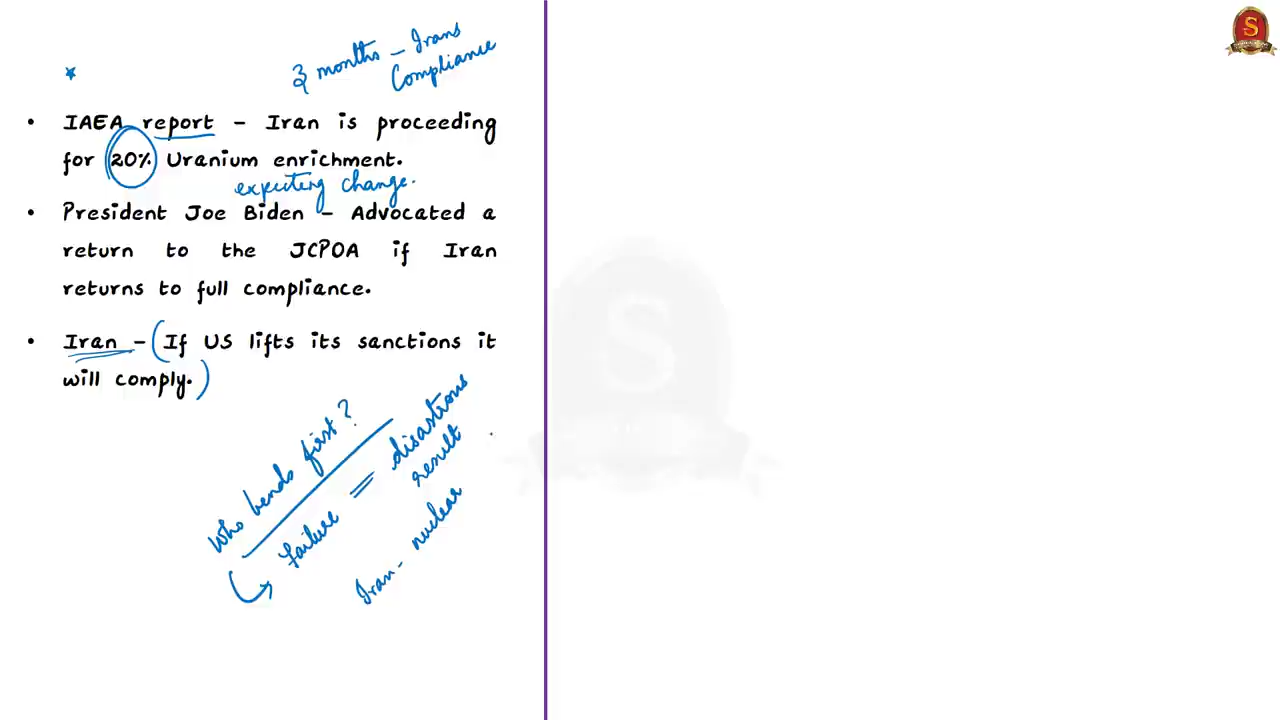 3 months - Irans
Compliance
• IAEA report - Iran is proceeding
for 20% Uranium enrichment.
expecting change.
• President Joe Biden - Advocated a
return to the JCPOA if Iran
returns to full compliance.
• Iran - (If US lifts its sanctions it
will comply.)
Who bends first?
failure = disastrous
result
Iran - nuclear
S
S